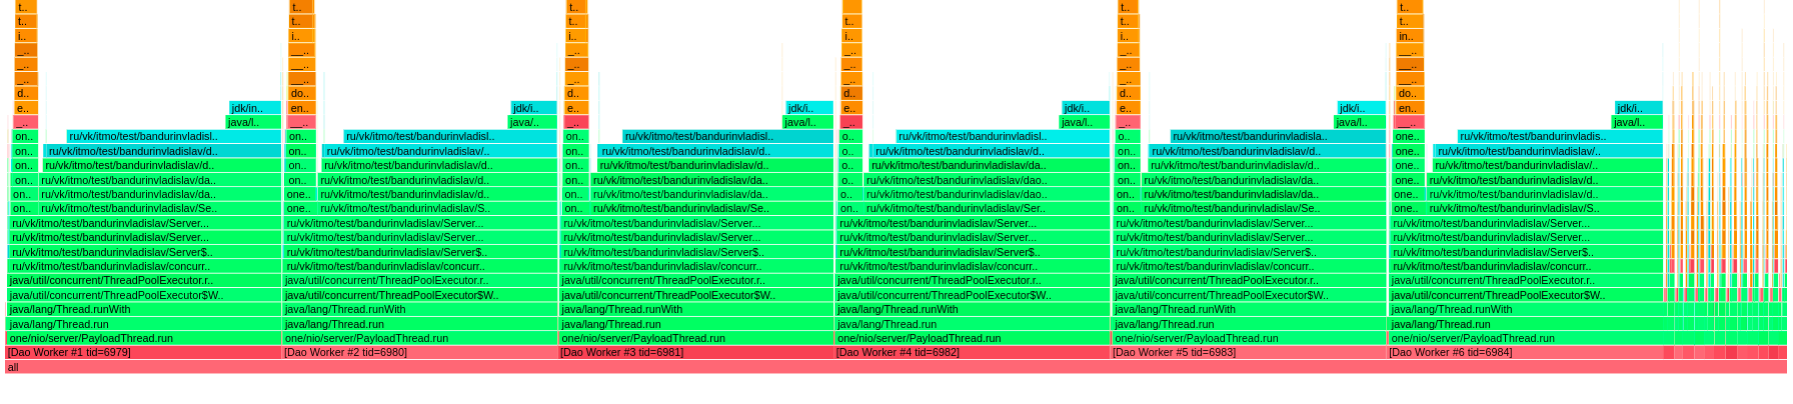 t.. t.. t.. t.. t..
t.. t.. t.. t.. t.. t..
i.. i.. i.. i.. i.. in..
_.. __.. _.. _.. _.. __..
_.. __.. _.. _.. _.. __..
_.. __.. _.. _.. _.. __..
d.. do.. d.. d.. d.. do..
e.. jdk/in.. en.. jdk/i.. e.. jdk/i.. e.. jdk/i.. e.. jdk/i.. en.. jdk/i..
_.. java/l.. __.. java/.. _.. java/l.. _.. java/l.. _.. java/l.. __.. java/l..
on.. ru/vk/itmo/test/bandurinvladisl.. on.. ru/vk/itmo/test/bandurinvladisl.. on.. ru/vk/itmo/test/bandurinvladisl.. o.. ru/vk/itmo/test/bandurinvladisl.. o.. ru/vk/itmo/test/bandurinvladisla.. one.. ru/vk/itmo/test/bandurinvladis..
on.. ru/vk/itmo/test/bandurinvladislav/d.. on.. ru/vk/itmo/test/bandurinvladislav/.. on.. ru/vk/itmo/test/bandurinvladislav/d.. o.. ru/vk/itmo/test/bandurinvladislav/d.. on.. ru/vk/itmo/test/bandurinvladislav/d.. one.. ru/vk/itmo/test/bandurinvladislav/..
on.. ru/vk/itmo/test/bandurinvladislav/d.. on.. ru/vk/itmo/test/bandurinvladislav/d.. on.. ru/vk/itmo/test/bandurinvladislav/d.. o.. ru/vk/itmo/test/bandurinvladislav/da.. on.. ru/vk/itmo/test/bandurinvladislav/d.. one.. ru/vk/itmo/test/bandurinvladislav/..
on.. ru/vk/itmo/test/bandurinvladislav/da.. on.. ru/vk/itmo/test/bandurinvladislav/d.. on.. ru/vk/itmo/test/bandurinvladislav/da.. o.. ru/vk/itmo/test/bandurinvladislav/dao.. on.. ru/vk/itmo/test/bandurinvladislav/da.. one.. ru/vk/itmo/test/bandurinvladislav/d..
on.. ru/vk/itmo/test/bandurinvladislav/da.. one.. ru/vk/itmo/test/bandurinvladislav/d.. on.. ru/vk/itmo/test/bandurinvladislav/da.. o.. ru/vk/itmo/test/bandurinvladislav/dao.. on.. ru/vk/itmo/test/bandurinvladislav/da.. one.. ru/vk/itmo/test/bandurinvladislav/d..
on.. ru/vk/itmo/test/bandurinvladislav/Se.. one.. ru/vk/itmo/test/bandurinvladislav/S.. on.. ru/vk/itmo/test/bandurinvladislav/Se.. on.. ru/vk/itmo/test/bandurinvladislav/Ser.. on.. ru/vk/itmo/test/bandurinvladislav/Se.. one.. ru/vk/itmo/test/bandurinvladislav/S..
ru/vk/itmo/test/bandurinvladislav/Server... ru/vk/itmo/test/bandurinvladislav/Server... ru/vk/itmo/test/bandurinvladislav/Server... ru/vk/itmo/test/bandurinvladislav/Server... ru/vk/itmo/test/bandurinvladislav/Server... ru/vk/itmo/test/bandurinvladislav/Server...
ru/vk/itmo/test/bandurinvladislav/Server... ru/vk/itmo/test/bandurinvladislav/Server... ru/vk/itmo/test/bandurinvladislav/Server... ru/vk/itmo/test/bandurinvladislav/Server... ru/vk/itmo/test/bandurinvladislav/Server... ru/vk/itmo/test/bandurinvladislav/Server...
ru/vk/itmo/test/bandurinvladislav/Server$.. ru/vk/itmo/test/bandurinvladislav/Server$.. ru/vk/itmo/test/bandurinvladislav/Server$.. ru/vk/itmo/test/bandurinvladislav/Server$.. ru/vk/itmo/test/bandurinvladislav/Server$.. ru/vk/itmo/test/bandurinvladislav/Server$..
ru/vk/itmo/test/bandurinvladislav/concurr.. ru/vk/itmo/test/bandurinvladislav/concurr.. ru/vk/itmo/test/bandurinvladislav/concurr.. ru/vk/itmo/test/bandurinvladislav/concurr.. ru/vk/itmo/test/bandurinvladislav/concurr.. ru/vk/itmo/test/bandurinvladislav/concurr..
java/util/concurrent/ThreadPoolExecutor.r.. java/util/concurrent/ThreadPoolExecutor.r.. java/util/concurrent/ThreadPoolExecutor.r.. java/util/concurrent/ThreadPoolExecutor.r.. java/util/concurrent/ThreadPoolExecutor.r.. java/util/concurrent/ThreadPoolExecutor.r..
java/util/concurrent/ThreadPoolExecutor$W.. java/util/concurrent/ThreadPoolExecutor$W.. java/util/concurrent/ThreadPoolExecutor$W.. java/util/concurrent/ThreadPoolExecutor$W.. java/util/concurrent/ThreadPoolExecutor$W.. java/util/concurrent/ThreadPoolExecutor$W..
java/lang/Thread.runWith java/lang/Thread.runWith java/lang/Thread.runWith java/lang/Thread.runWith java/lang/Thread.runWith java/lang/Thread.runWith
java/lang/Thread.run java/lang/Thread.run java/lang/Thread.run java/lang/Thread.run java/lang/Thread.run java/lang/Thread.run
one/nio/server/PayloadThread.run one/nio/server/PayloadThread.run one/nio/server/PayloadThread.run one/nio/server/PayloadThread.run one/nio/server/PayloadThread.run one/nio/server/PayloadThread.run
[Dao Worker #1 tid=6979] [Dao Worker #2 tid=6980] [Dao Worker #3 tid=6981] [Dao Worker #4 tid=6982] [Dao Worker #5 tid=6983] [Dao Worker #6 tid=6984]
all